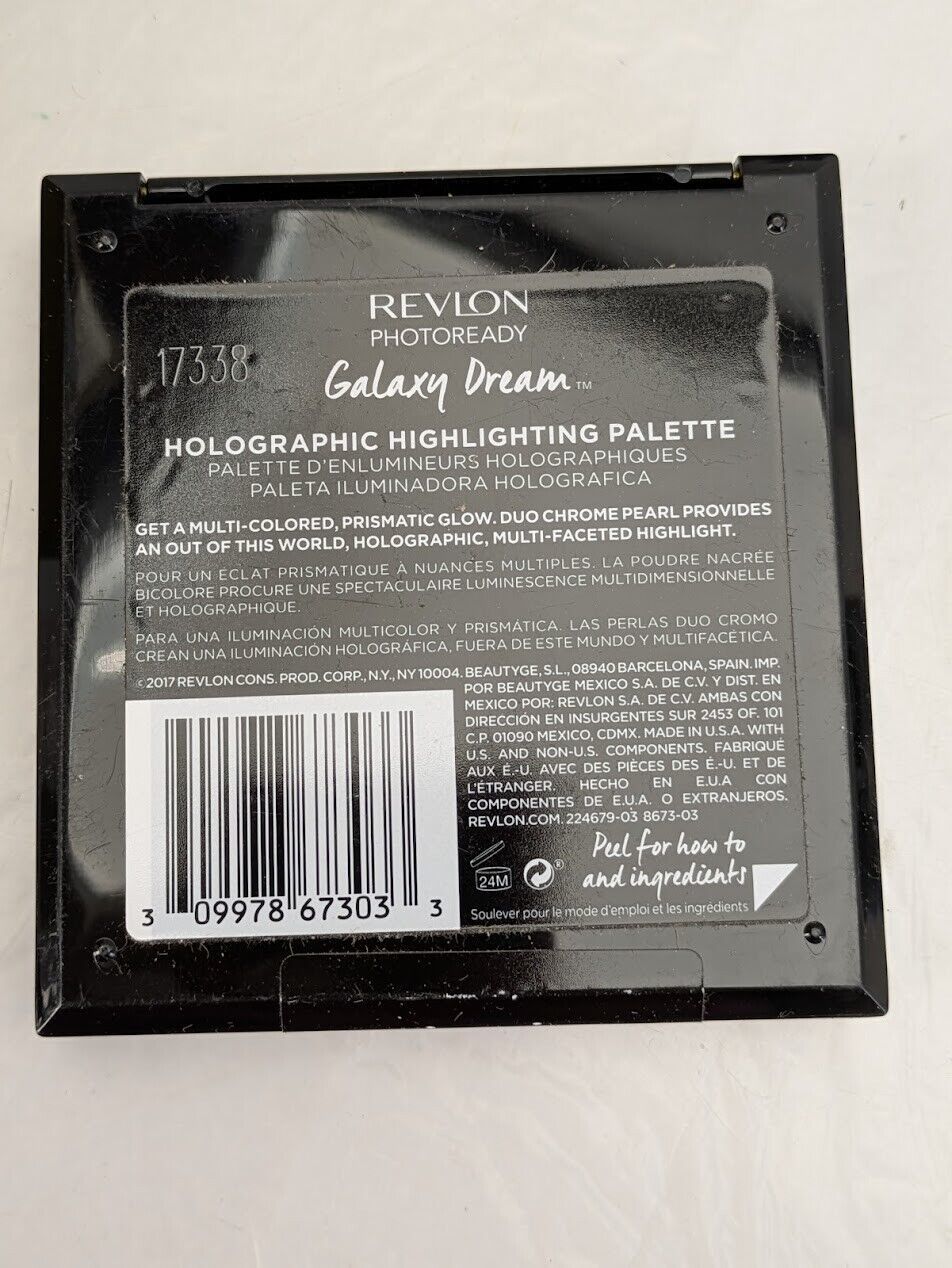 REVLON
PHOTOREADY
17338
Galaxy Dream™
HOLOGRAPHIC HIGHLIGHTING PALETTE
PALETTE D'ENLUMINEURS HOLOGRAPHIQUES
PALETA ILUMINADORA HOLOGRAFICA
GET A MULTI-COLORED, PRISMATIC GLOW. DUO CHROME PEARL PROVIDES
AN OUT OF THIS WORLD, HOLOGRAPHIC, MULTI-FACETED HIGHLIGHT.
POUR UN ÉCLAT PRISMATIQUE À NUANCES MULTIPLES. LA POUDRE NACRÉE
BICOLORE PROCURE UNE SPECTACULAIRE LUMINESCENCE MULTIDIMENSIONNELLE
ET HOLOGRAPHIQUE.
PARA UNA ILUMINACIÓN MULTICOLOR Y PRISMÁTICA. LAS PERLAS DUO CROMO
CREAN UNA ILUMINACIÓN HOLOGRÁFICA, FUERA DE ESTE MUNDO Y MULTIFACÉTICA.
© 2017 REVLON CONS. PROD. CORP., N.Y., NY 10004. BEAUTYGE, S.L., 08940 BARCELONA, SPAIN. IMP.
POR BEAUTYGE MEXICO S.A. DE C.V. Y DIST. EN
MEXICO POR: REVLON S.A. DE C.V. AMBAS CON
DIRECCIÓN EN INSURGENTES SUR 2453 OF. 101
C.P. 01090 MEXICO, CDMX. MADE IN U.S.A. WITH
U.S. AND NON-U.S. COMPONENTS. FABRIQUÉ
AUX É.-U. AVEC DES PIÈCES DES É.-U. ET DE
L'ÉTRANGER. HECHO EN E.U.A CON
COMPONENTES DE E.U.A. O EXTRANJEROS.
REVLON.COM. 224679-03 8673-03
3 09978 67303 3
24M
®
Peel for how to
and ingredients
Soulever pour le mode d'emploi et les ingrédients